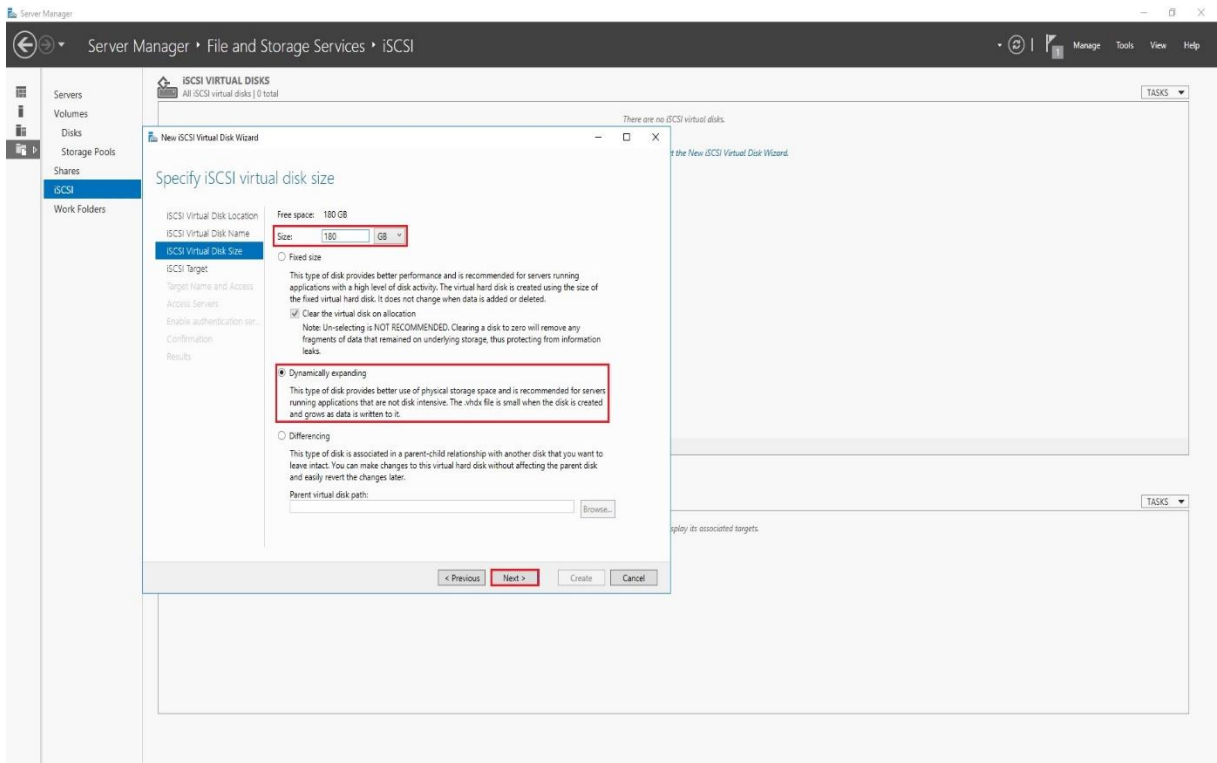 Server Manager
Server Manager • File and Storage Services • iSCSI
Manage Tools View Help
Servers
Volumes
Disks
Storage Pools
Shares
iSCSI
Work Folders
iSCSI VIRTUAL DISKS
All iSCSI virtual disks | 0 total
TASKS
There are no iSCSI virtual disks.
t the New iSCSI Virtual Disk Wizard.
New iSCSI Virtual Disk Wizard
Specify iSCSI virtual disk size
iSCSI Virtual Disk Location
iSCSI Virtual Disk Name
iSCSI Virtual Disk Size
iSCSI Target
Target Name and Access
Access Servers
Enable authentication ser...
Confirmation
Results
Free space: 180 GB
Size: 180 GB
Fixed size
This type of disk provides better performance and is recommended for servers running
applications with a high level of disk activity. The virtual hard disk is created using the size of
the fixed virtual hard disk. It does not change when data is added or deleted.
Clear the virtual disk on allocation
Note: Un-selecting is NOT RECOMMENDED. Clearing a disk to zero will remove any
fragments of data that remained on underlying storage, thus protecting from information
leaks.
Dynamically expanding
This type of disk provides better use of physical storage space and is recommended for servers
running applications that are not disk intensive. The .vhdx file is small when the disk is created
and grows as data is written to it.
Differencing
This type of disk is associated in a parent-child relationship with another disk that you want to
leave intact. You can make changes to this virtual hard disk without affecting the parent disk
and easily revert the changes later.
Parent virtual disk path:
Browse...
< Previous Next > Create Cancel
TASKS
splay its associated targets.
1